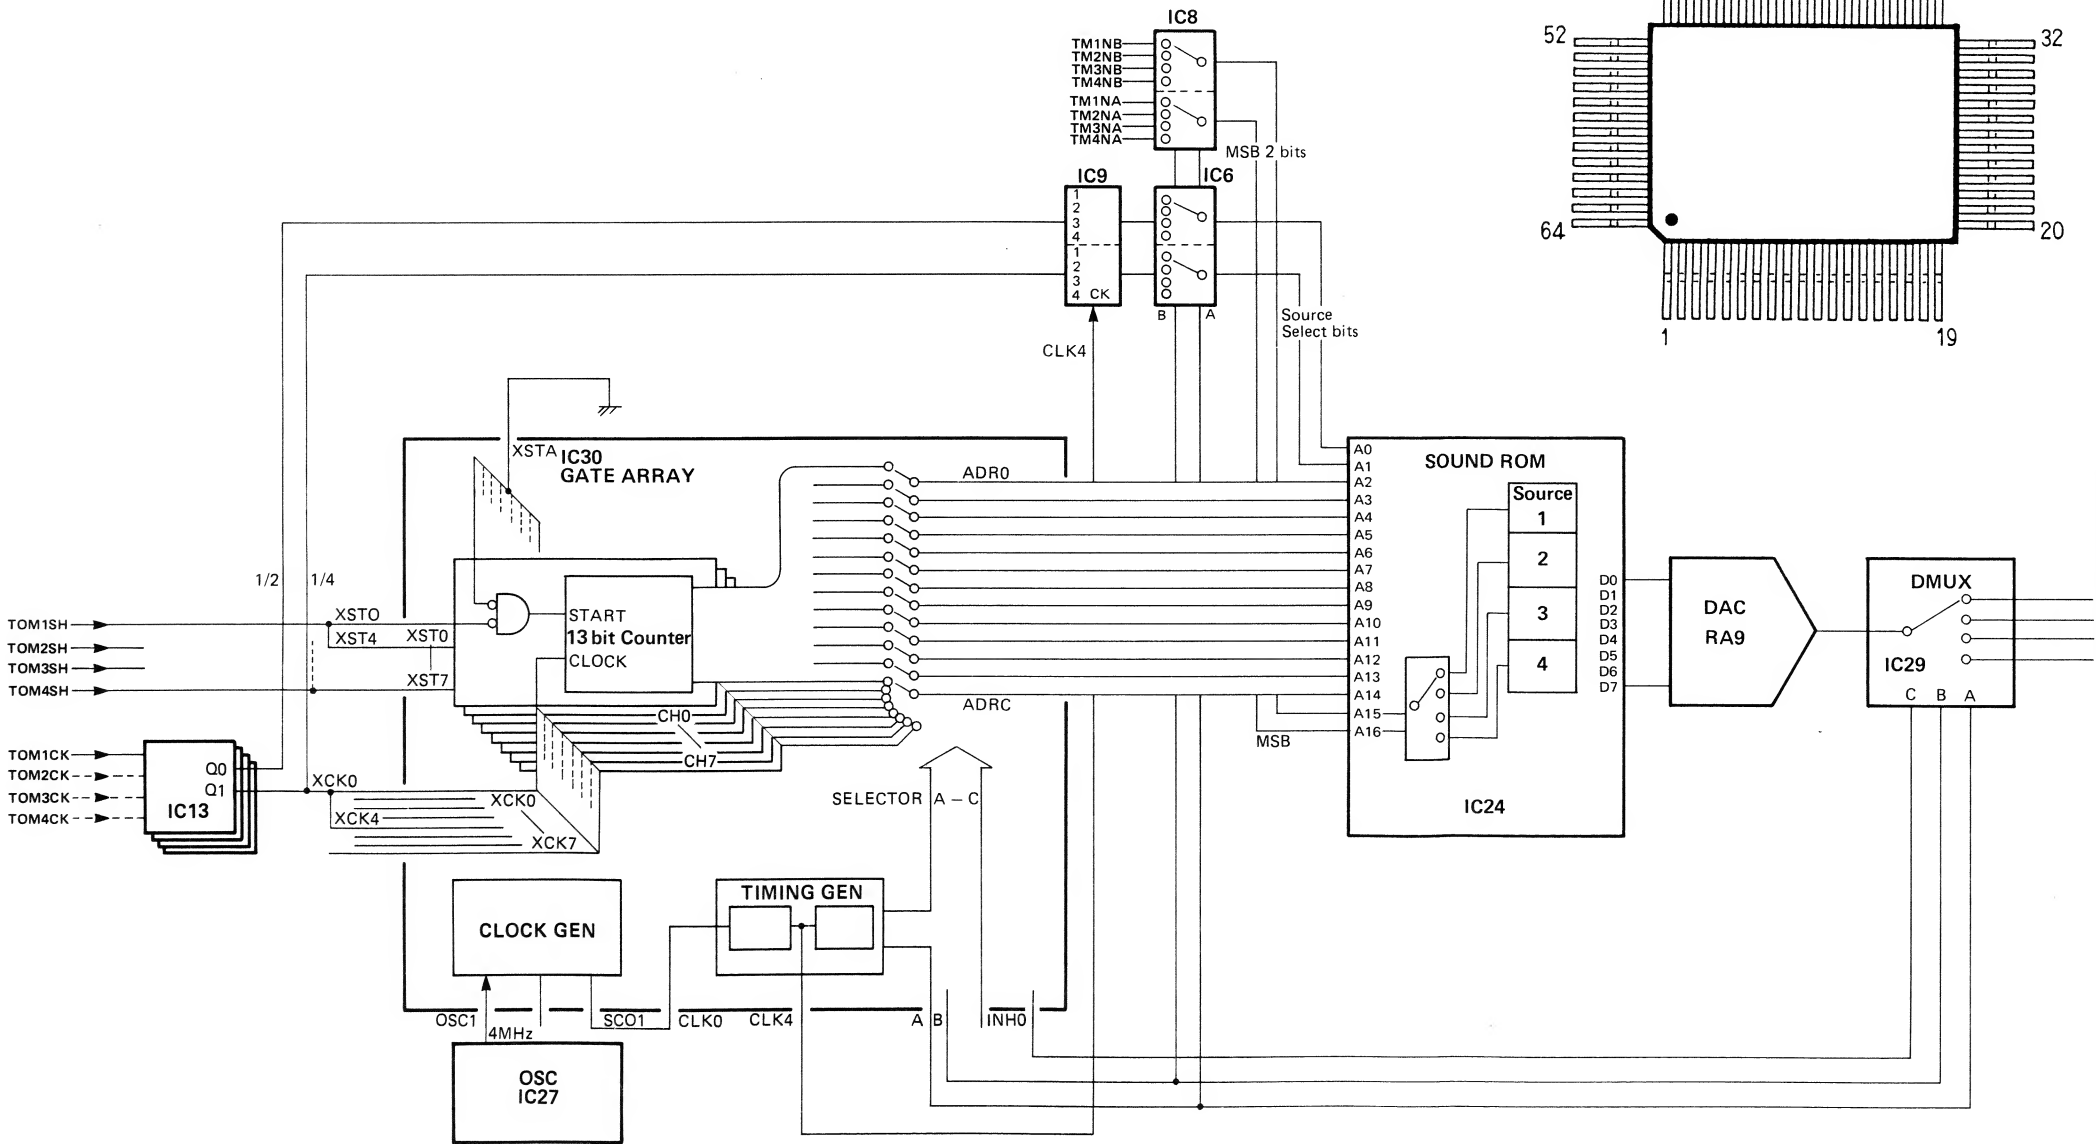 IC8
TM1NB
TM2NB
TM3NB
TM4NB
TM1NA
TM2NA
TM3NA
TM4NA
MSB 2 bits
IC9
1
2
3
4
1
2
3
4 CK
IC6
B A
CLK4
Source
Select bits
52
32
64
20
1
19
XSTA
IC30
GATE ARRAY
ADR0
1/2
1/4
TOM1SH
TOM2SH
TOM3SH
TOM4SH
XSTO
XST4
XST0
XST7
START
13 bit Counter
CLOCK
CH0
CH7
ADRC
TOM1CK
TOM2CK
TOM3CK
TOM4CK
Q0
Q1
IC13
XCK0
XCK4
XCK0
XCK7
SELECTOR A – C
CLOCK GEN
TIMING GEN
OSC1
4MHz
SCO1
CLK0
CLK4
A B
INH0
OSC
IC27
A0
A1
A2
A3
A4
A5
A6
A7
A8
A9
A10
A11
A12
A13
A14
A15
A16
MSB
SOUND ROM
Source
1
2
3
4
IC24
D0
D1
D2
D3
D4
D5
D6
D7
DAC
RA9
DMUX
IC29
C B A